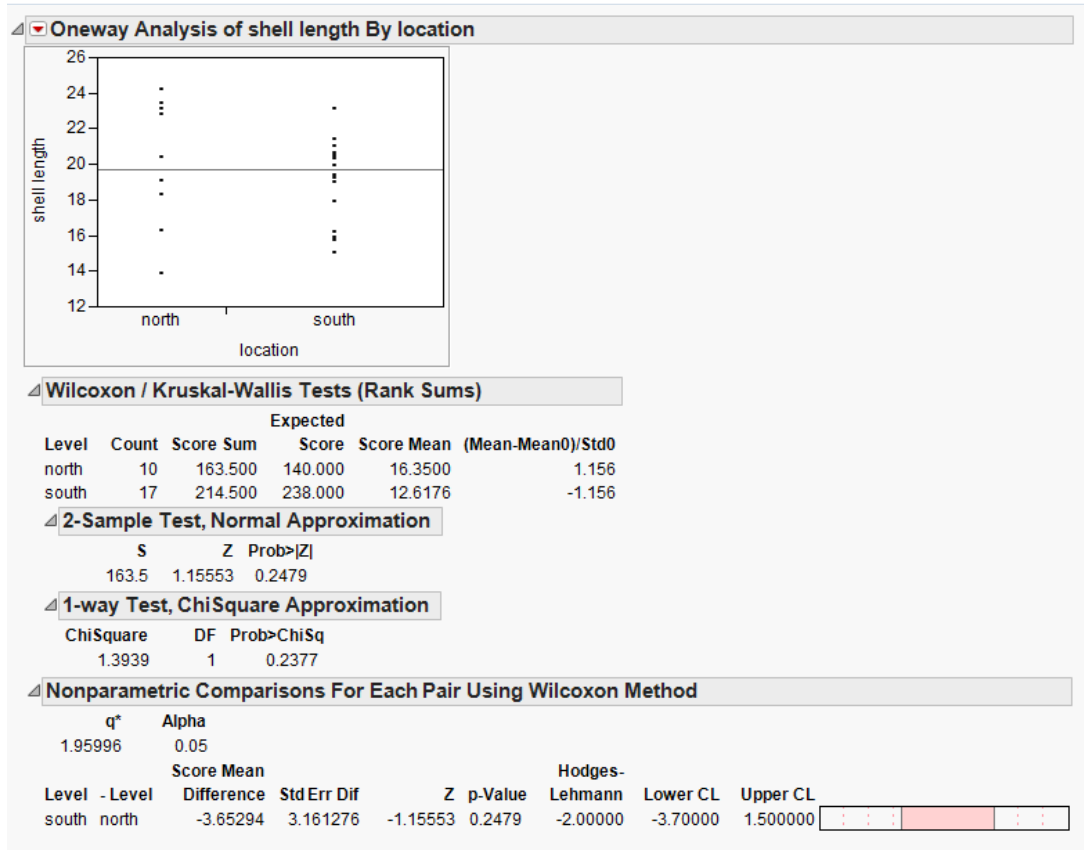 Oneway Analysis of shell length By location
26
24
22
20
18
16
14
12
shell length
north south
location
Wilcoxon / Kruskal-Wallis Tests (Rank Sums)
Expected
Level Count Score Sum Score Score Mean (Mean-Mean0)/Std0
north 10 163.500 140.000 16.3500 1.156
south 17 214.500 238.000 12.6176 -1.156
2-Sample Test, Normal Approximation
S Z Prob>|Z|
163.5 1.15553 0.2479
1-way Test, ChiSquare Approximation
ChiSquare DF Prob>ChiSq
1.3939 1 0.2377
Nonparametric Comparisons For Each Pair Using Wilcoxon Method
q* Alpha
1.95996 0.05
Score Mean Hodges-
Level - Level Difference Std Err Dif Z p-Value Lehmann Lower CL Upper CL
south north -3.65294 3.161276 -1.15553 0.2479 -2.00000 -3.70000 1.500000